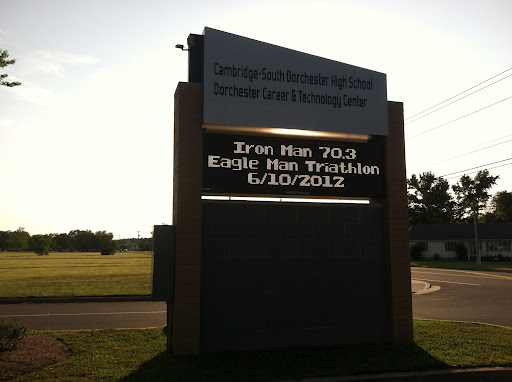 Cambridge-South Dorchester High School
Dorchester Career & Technology Center
Iron Man 70.3
Eagle Man Triathlon
6/10/2012